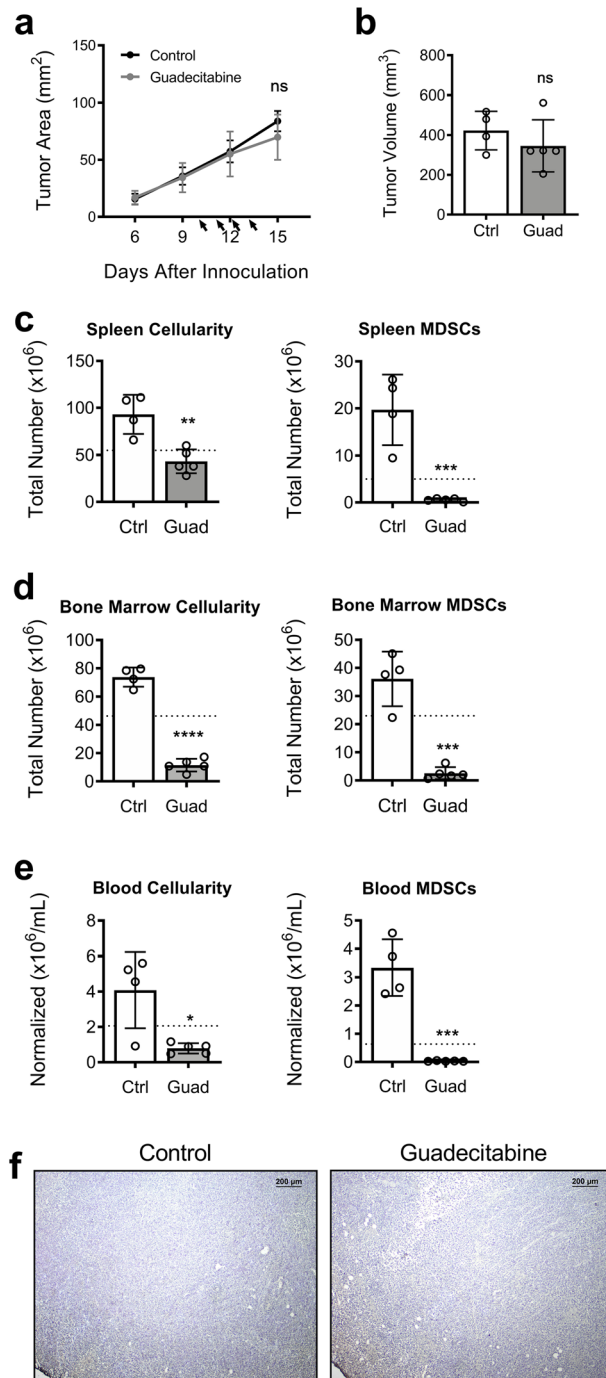 a
Tumor Area (mm²)
150
100
50
0
Control
Guadecitabine
ns
6 9 12 15
Days After Innoculation
b
Tumor Volume (mm³)
800
600
400
200
0
ns
Ctrl Guad
c
Spleen Cellularity
Total Number (x10⁶)
150
100
50
0
**
Ctrl Guad
Spleen MDSCs
Total Number (x10⁶)
30
20
10
0
***
Ctrl Guad
d
Bone Marrow Cellularity
Total Number (x10⁶)
100
80
60
40
20
0
****
Ctrl Guad
Bone Marrow MDSCs
Total Number (x10⁶)
50
40
30
20
10
0
***
Ctrl Guad
e
Blood Cellularity
Normalized (x10⁶/mL)
8
6
4
2
0
*
Ctrl Guad
Blood MDSCs
Normalized (x10⁶/mL)
5
4
3
2
1
0
***
Ctrl Guad
f
Control
200 µm
Guadecitabine
200 µm